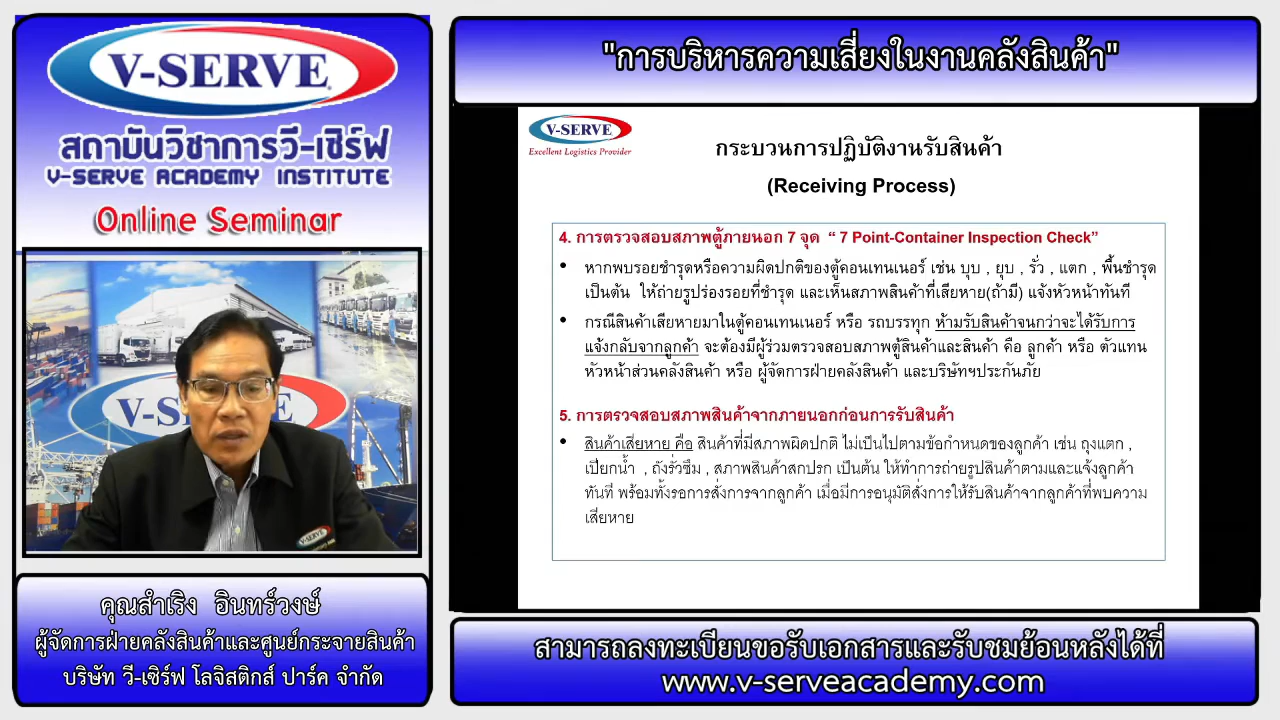 V-SERVE
สถาบันวิชาการวี-เซิร์ฟ
V-SERVE ACADEMY INSTITUTE
Online Seminar
V-SERVE
คุณสำเริง อินทร์วงษ์
ผู้จัดการฝ่ายคลังสินค้าและศูนย์กระจายสินค้า
บริษัท วี-เซิร์ฟ โลจิสติกส์ ปาร์ค จำกัด
"การบริหารความเสี่ยงในงานคลังสินค้า"
V-SERVE
Excellent Logistics Provider
กระบวนการปฏิบัติงานรับสินค้า
(Receiving Process)
4. การตรวจสอบสภาพตู้ภายนอก 7 จุด “ 7 Point-Container Inspection Check”
• หากพบรอยชำรุดหรือความผิดปกติของตู้คอนเทนเนอร์ เช่น บุบ , ยุบ , รั่ว , แตก , พื้นชำรุด
เป็นต้น ให้ถ่ายรูปร่องรอยที่ชำรุด และเห็นสภาพสินค้าที่เสียหาย(ถ้ามี) แจ้งหัวหน้าทันที
• กรณีสินค้าเสียหายมาในตู้คอนเทนเนอร์ หรือ รถบรรทุก ห้ามรับสินค้าจนกว่าจะได้รับการ
แจ้งกลับจากลูกค้า จะต้องมีผู้ร่วมตรวจสอบสภาพตู้สินค้าและสินค้า คือ ลูกค้า หรือ ตัวแทน
หัวหน้าส่วนคลังสินค้า หรือ ผู้จัดการฝ่ายคลังสินค้า และบริษัทฯประกันภัย
5. การตรวจสอบสภาพสินค้าจากภายนอกก่อนการรับสินค้า
• สินค้าเสียหาย คือ สินค้าที่มีสภาพผิดปกติ ไม่เป็นไปตามข้อกำหนดของลูกค้า เช่น ถุงแตก ,
เปียกน้ำ , ถังรั่วซึม , สภาพสินค้าสกปรก เป็นต้น ให้ทำการถ่ายรูปสินค้าตามและแจ้งลูกค้า
ทันที พร้อมทั้งรอการสั่งการจากลูกค้า เมื่อมีการอนุมัติสั่งการให้รับสินค้าจากลูกค้าที่พบความ
เสียหาย
สามารถลงทะเบียนขอรับเอกสารและรับชมย้อนหลังได้ที่
www.v-serveacademy.com